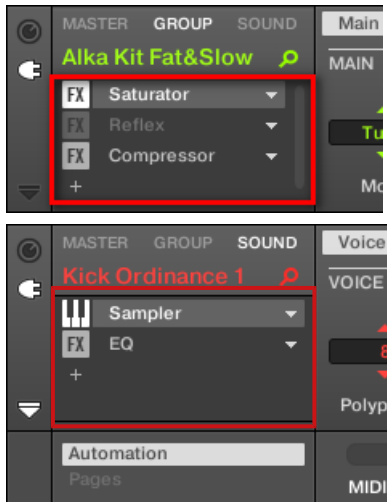 MASTER GROUP SOUND Main
Alka Kit Fat&Slow MAIN
FX Saturator
FX Reflex
Tu
FX Compressor
+
MASTER GROUP SOUND Voice
Kick Ordinance 1 VOICE
Sampler
FX EQ
8
+
Polyp
Automation
Pages
MIDI